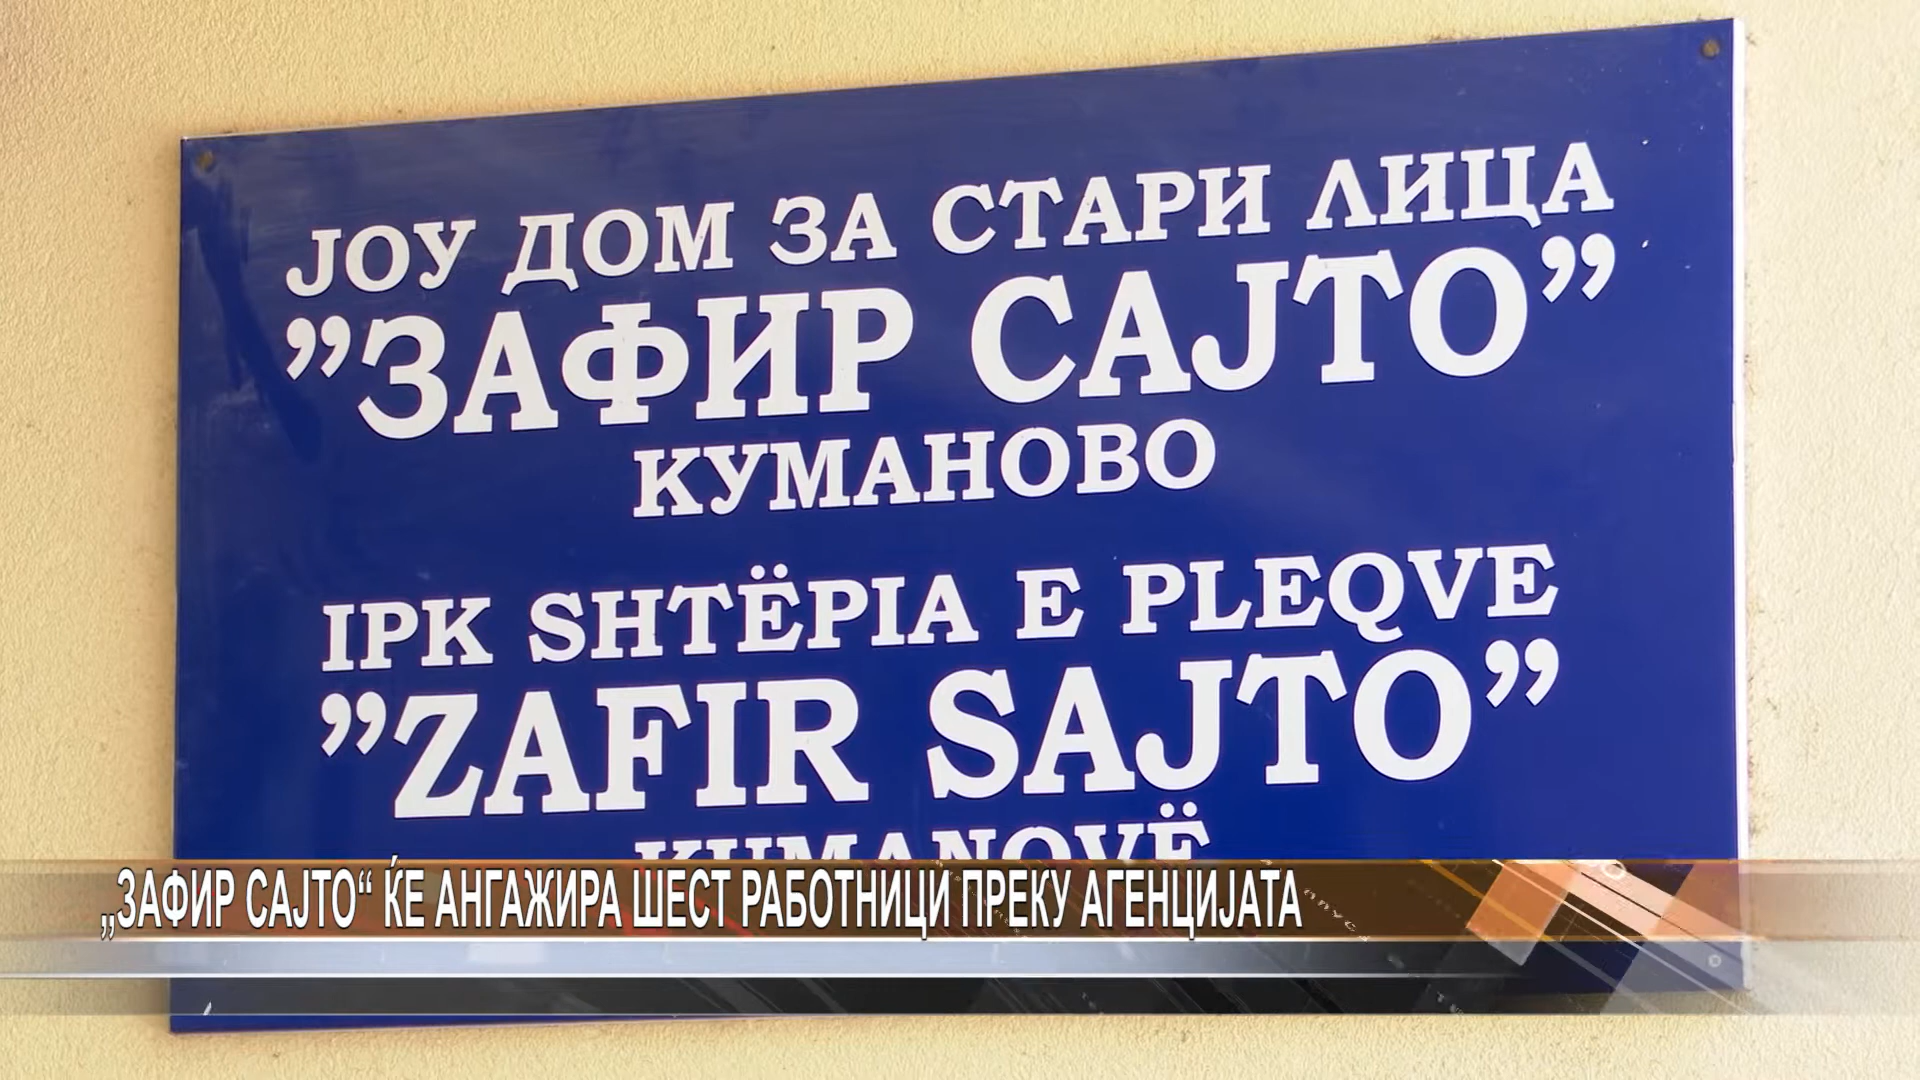 ЈОУ ДОМ ЗА СТАРИ ЛИЦА
”ЗАФИР САЈТО”
КУМАНОВО
IPK SHTËPIA E PLEQVE
”ZAFIR SAJTO”
KUMANOVË
„ЗАФИР САЈТО“ ЌЕ АНГАЖИРА ШЕСТ РАБОТНИЦИ ПРЕКУ АГЕНЦИЈАТА